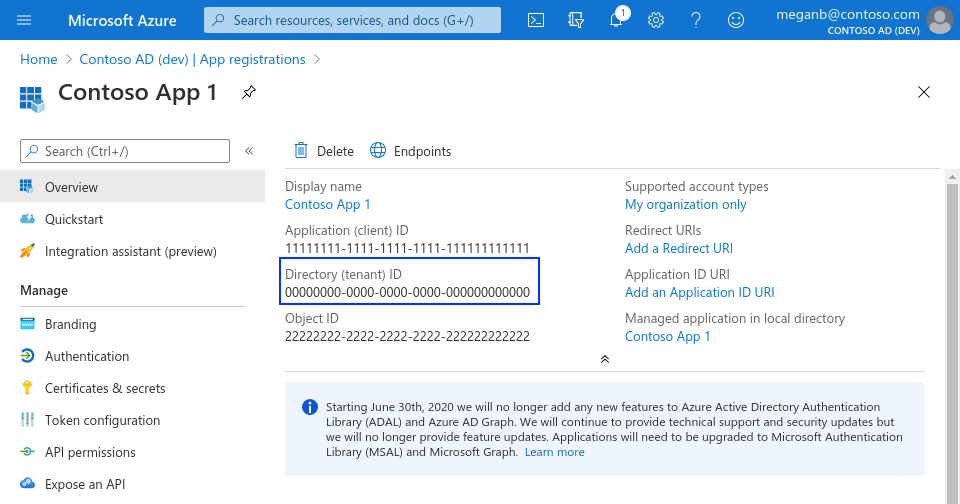 Microsoft Azure
Search resources, services, and docs (G+/)
1
meganb@contoso.com
CONTOSO AD (DEV)
Home > Contoso AD (dev) | App registrations >
Contoso App 1
Search (Ctrl+/)
«
Overview
Quickstart
Integration assistant (preview)
Manage
Branding
Authentication
Certificates & secrets
Token configuration
API permissions
Expose an API
Delete
Endpoints
Display name
Contoso App 1
Application (client) ID
11111111-1111-1111-1111-111111111111
Directory (tenant) ID
00000000-0000-0000-0000-000000000000
Object ID
22222222-2222-2222-2222-222222222222
Supported account types
My organization only
Redirect URIs
Add a Redirect URI
Application ID URI
Add an Application ID URI
Managed application in local directory
Contoso App 1
Starting June 30th, 2020 we will no longer add any new features to Azure Active Directory Authentication
Library (ADAL) and Azure AD Graph. We will continue to provide technical support and security updates but
we will no longer provide feature updates. Applications will need to be upgraded to Microsoft Authentication
Library (MSAL) and Microsoft Graph. Learn more